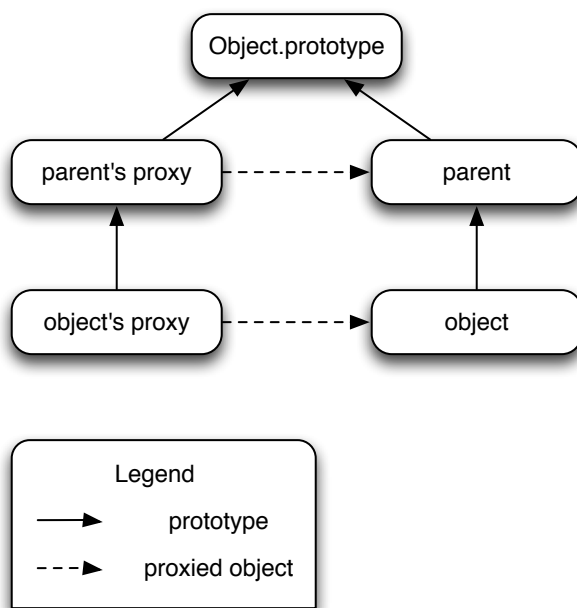 Object.prototype
parent's proxy
parent
object's proxy
object
Legend
prototype
proxied object